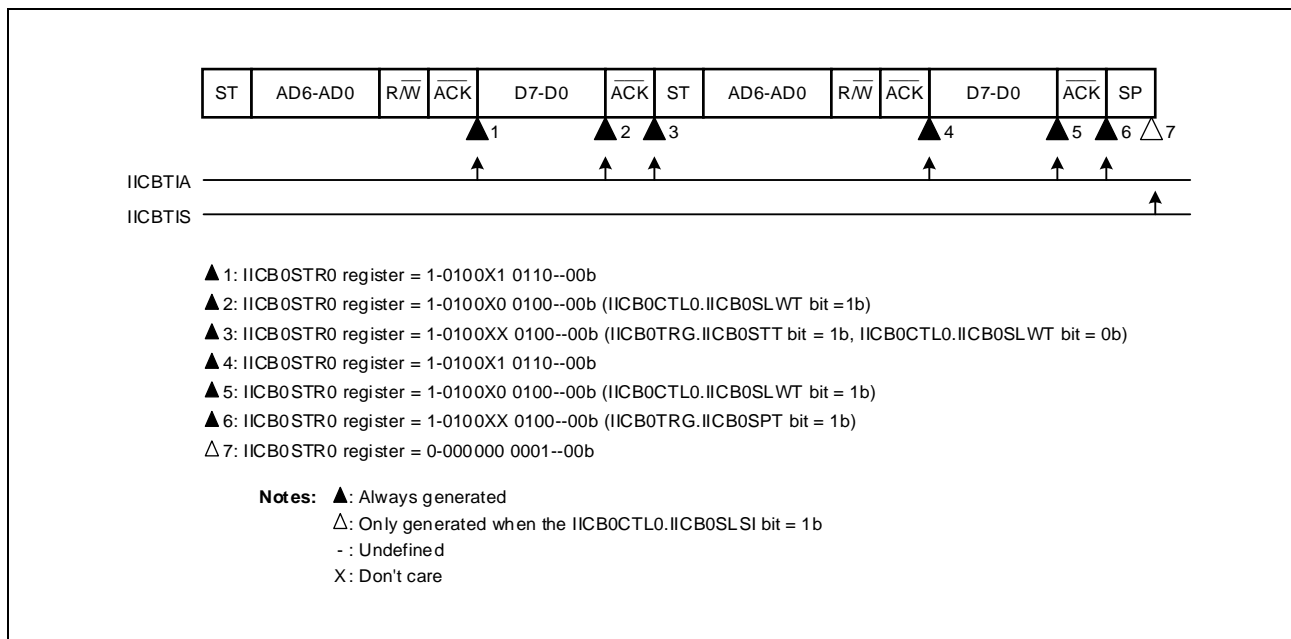 ST AD6-AD0 R/W ACK D7-D0 ACK ST AD6-AD0 R/W ACK D7-D0 ACK SP
▲1 ▲2 ▲3 ▲4 ▲5 ▲6 △7
IICBTIA
IICBTIS
▲1: IICB0STR0 register = 1-0100X1 0110--00b
▲2: IICB0STR0 register = 1-0100X0 0100--00b (IICB0CTL0.IICB0SLWT bit =1b)
▲3: IICB0STR0 register = 1-0100XX 0100--00b (IICB0TRG.IICB0STT bit = 1b, IICB0CTL0.IICB0SLWT bit = 0b)
▲4: IICB0STR0 register = 1-0100X1 0110--00b
▲5: IICB0STR0 register = 1-0100X0 0100--00b (IICB0CTL0.IICB0SLWT bit = 1b)
▲6: IICB0STR0 register = 1-0100XX 0100--00b (IICB0TRG.IICB0SPT bit = 1b)
△7: IICB0STR0 register = 0-000000 0001--00b
Notes: ▲: Always generated
△: Only generated when the IICB0CTL0.IICB0SLSI bit = 1b
- : Undefined
X: Don't care